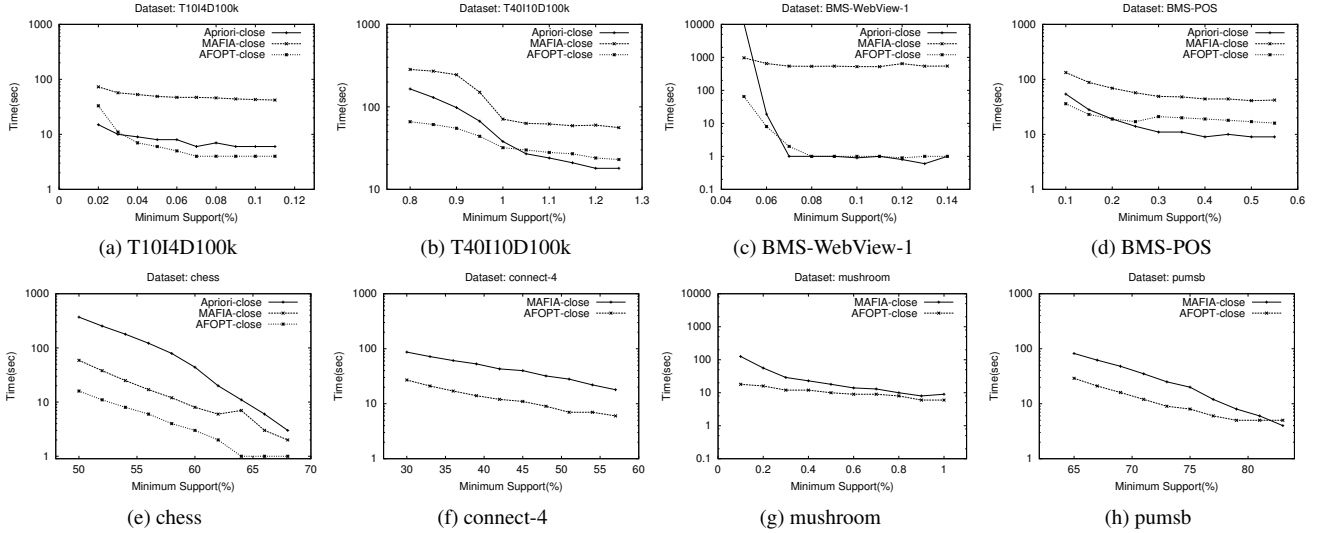 Dataset: T10I4D100k
Time(sec)
1000
100
10
1
0 0.02 0.04 0.06 0.08 0.1 0.12
Minimum Support(%)
Apriori-close
MAFIA-close
AFOPT-close
(a) T10I4D100k
Dataset: T40I10D100k
Time(sec)
1000
100
10
0.8 0.9 1 1.1 1.2 1.3
Minimum Support(%)
Apriori-close
MAFIA-close
AFOPT-close
(b) T40I10D100k
Dataset: BMS-WebView-1
Time(sec)
10000
1000
100
10
1
0.1
0.04 0.06 0.08 0.1 0.12 0.14
Minimum Support(%)
Apriori-close
MAFIA-close
AFOPT-close
(c) BMS-WebView-1
Dataset: BMS-POS
Time(sec)
1000
100
10
1
0.1 0.2 0.3 0.4 0.5 0.6
Minimum Support(%)
Apriori-close
MAFIA-close
AFOPT-close
(d) BMS-POS
Dataset: chess
Time(sec)
1000
100
10
1
50 55 60 65 70
Minimum Support(%)
Apriori-close
MAFIA-close
AFOPT-close
(e) chess
Dataset: connect-4
Time(sec)
1000
100
10
1
30 35 40 45 50 55 60
Minimum Support(%)
MAFIA-close
AFOPT-close
(f) connect-4
Dataset: mushroom
Time(sec)
10000
1000
100
10
1
0.1
0 0.2 0.4 0.6 0.8 1
Minimum Support(%)
MAFIA-close
AFOPT-close
(g) mushroom
Dataset: pumsb
Time(sec)
1000
100
10
1
65 70 75 80
Minimum Support(%)
MAFIA-close
AFOPT-close
(h) pumsb